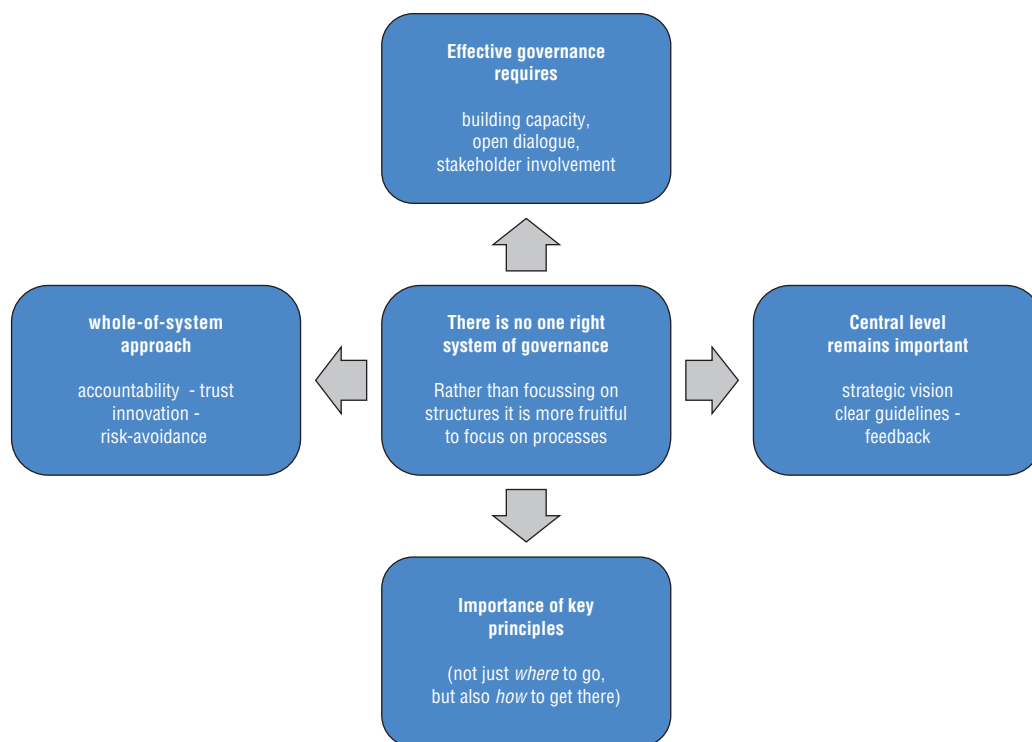 Effective governance
requires
building capacity,
open dialogue,
stakeholder involvement
whole-of-system
approach
accountability  - trust
innovation -
risk-avoidance
There is no one right
system of governance
Rather than focussing on
structures it is more fruitful
to focus on processes
Central level
remains important
strategic vision
clear guidelines -
feedback
Importance of key
principles
(not just where to go,
but also how to get there)